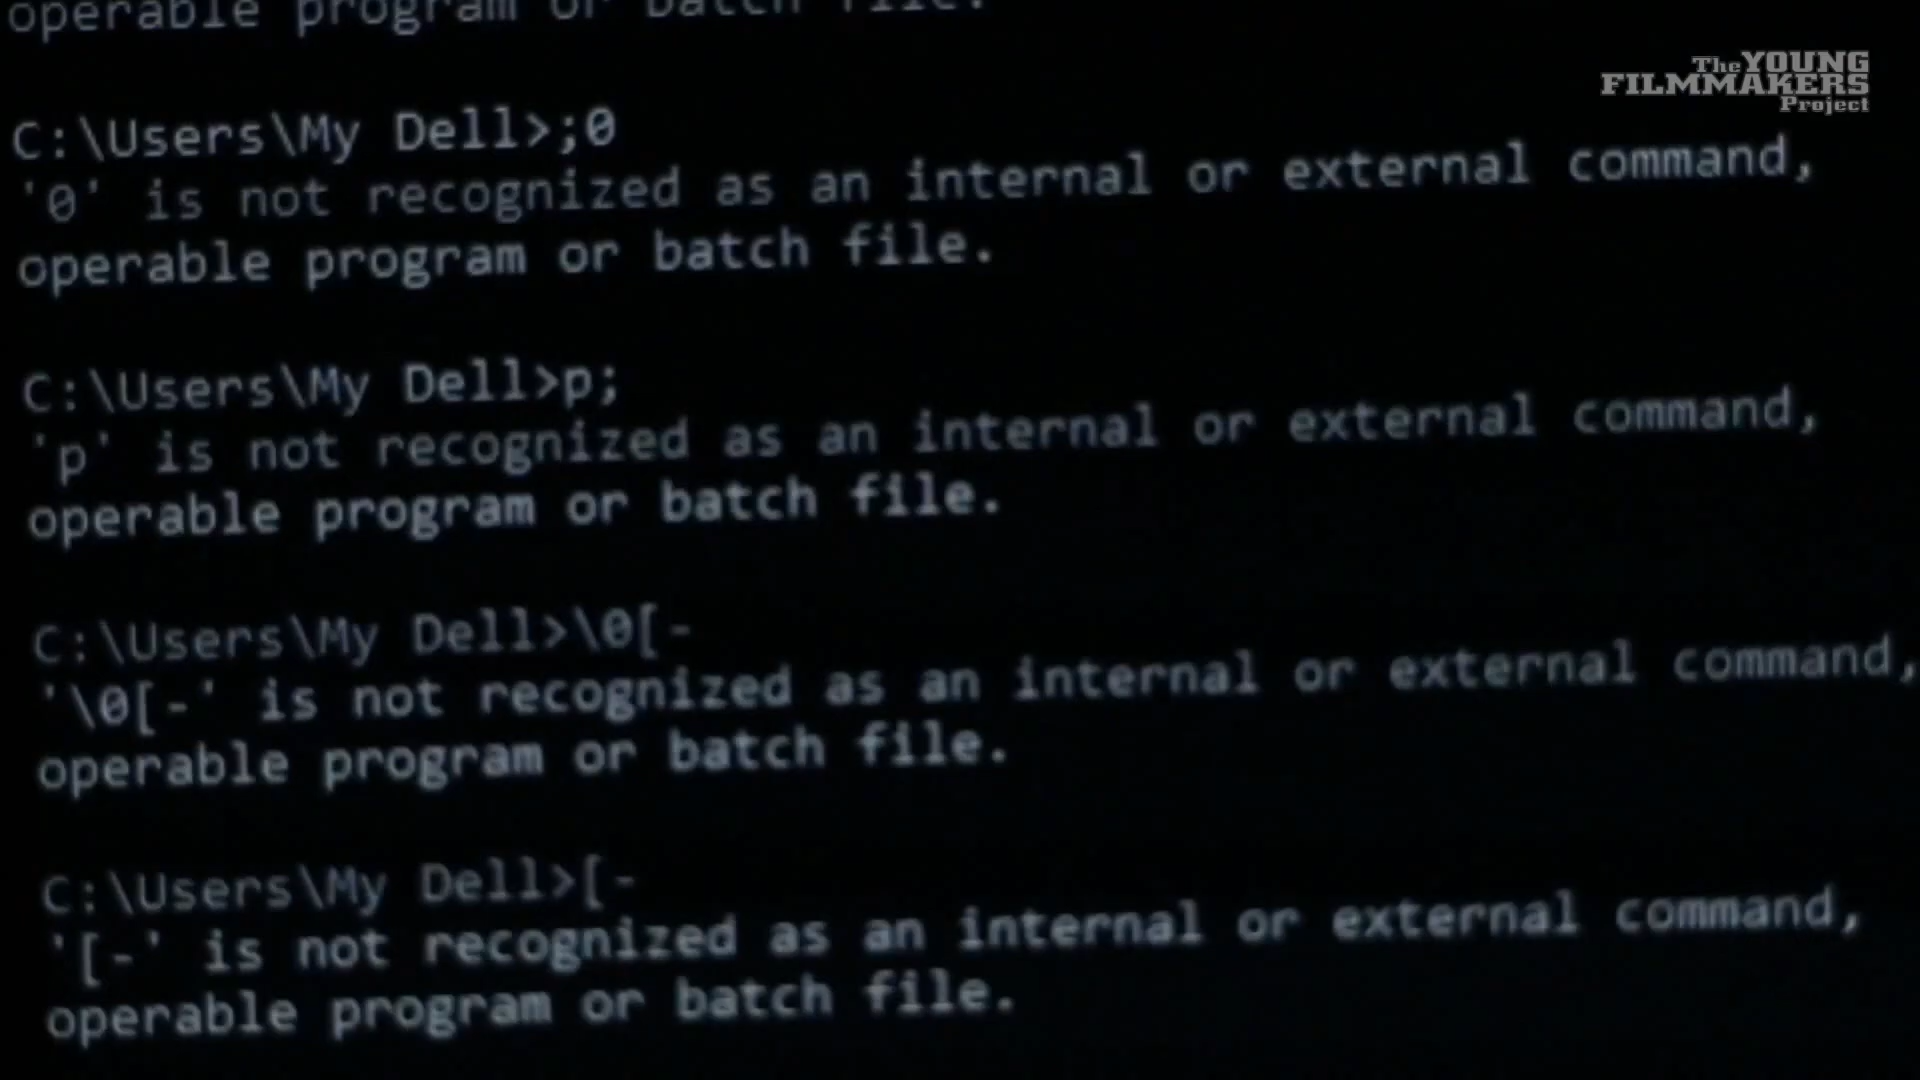 operable program or batch file.
The YOUNG
FILMMAKERS
Project
C:\Users\My Dell>;0
'0' is not recognized as an internal or external command,
operable program or batch file.
C:\Users\My Dell>p;
'p' is not recognized as an internal or external command,
operable program or batch file.
C:\Users\My Dell>\0[-
'\0[-' is not recognized as an internal or external command,
operable program or batch file.
C:\Users\My Dell>[-
'[-' is not recognized as an internal or external command,
operable program or batch file.